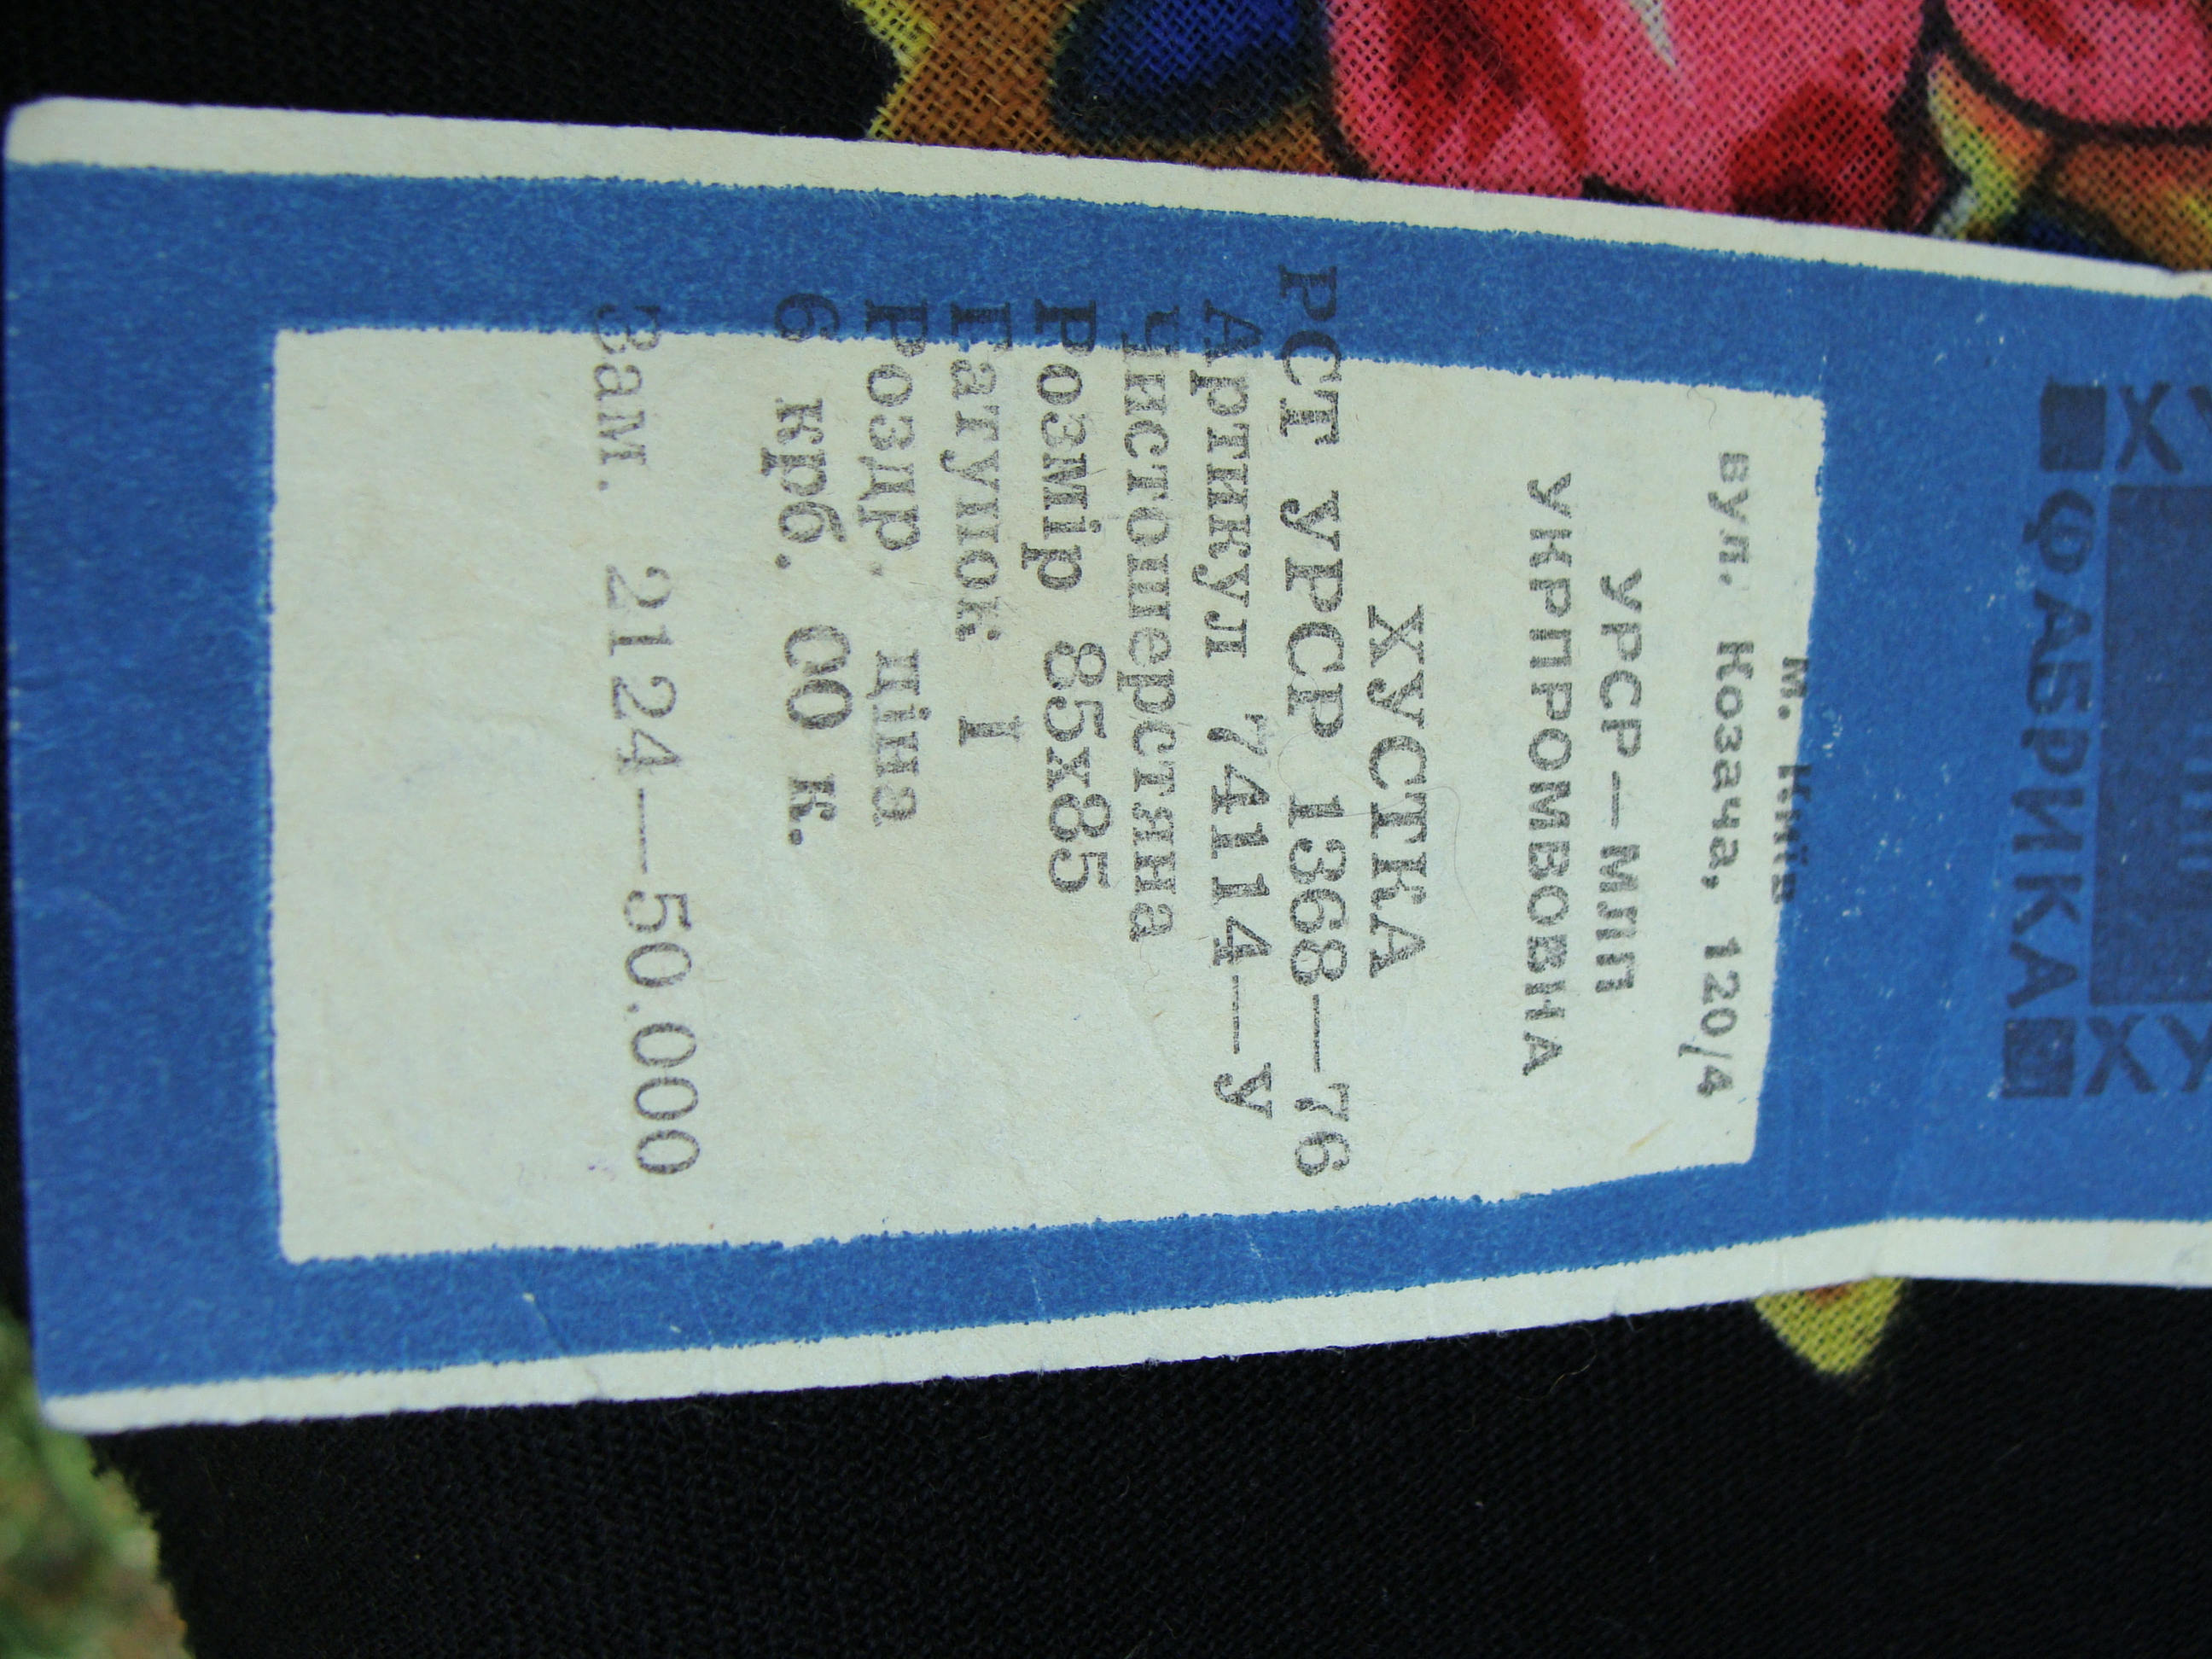 ФАБРИКА
м. Київ
вул. Козача, 120/4
УРСР—МЛП
УКРПРОМВОВНА
ХУСТКА
РСТ УРСР 1368—76
Артикул 74114—У
Чистошерстяна
Розмір 85х85
Гатунок I
Роздр. ціна
6 крб. 00 к.
Зам. 2124—50.000